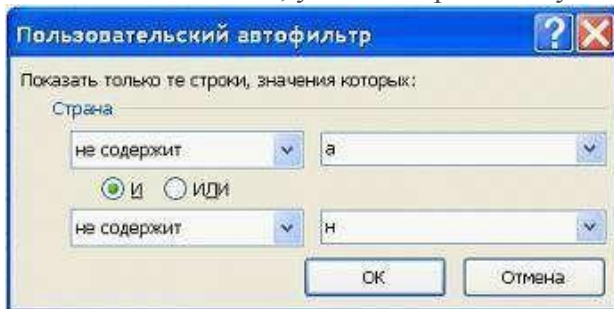 Пользовательский автофильтр
Показать только те строки, значения которых:
Страна
не содержит а
И ИЛИ
не содержит н
ОК Отмена